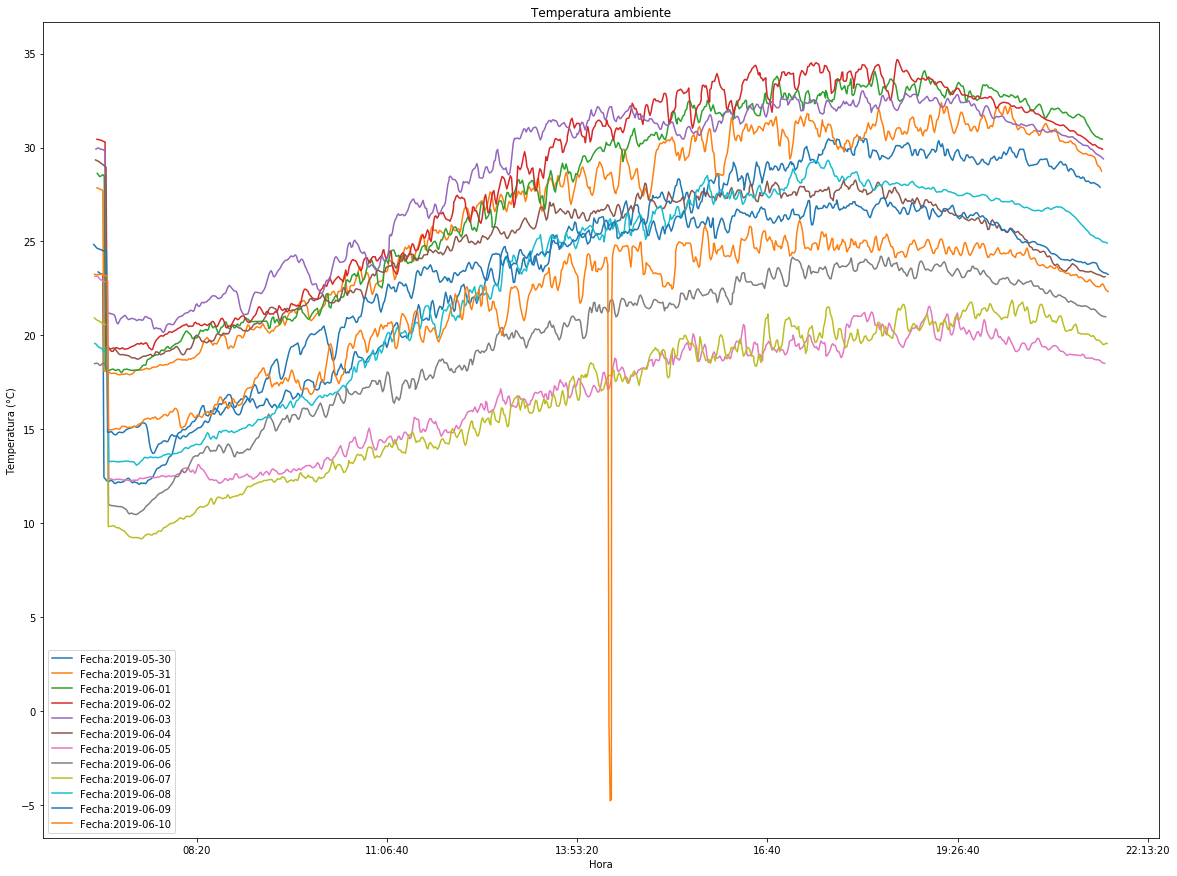 Temperatura ambiente
35
30
25
20
15
10
5
0
−5
Temperatura (°C)
Fecha:2019-05-30
Fecha:2019-05-31
Fecha:2019-06-01
Fecha:2019-06-02
Fecha:2019-06-03
Fecha:2019-06-04
Fecha:2019-06-05
Fecha:2019-06-06
Fecha:2019-06-07
Fecha:2019-06-08
Fecha:2019-06-09
Fecha:2019-06-10
08:20 11:06:40 13:53:20 16:40 19:26:40 22:13:20
Hora